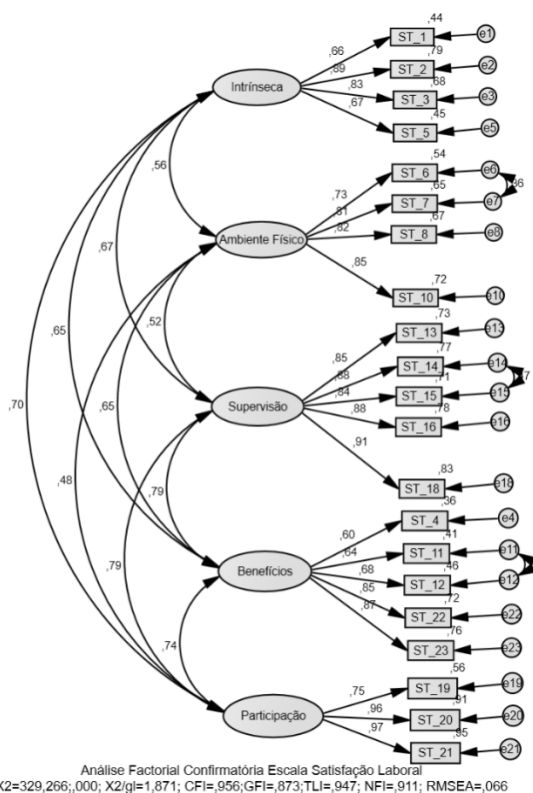 ,44
ST_1 e1
,66
,79
ST_2 e2
,89
Intrínseca
,83 ,68
ST_3 e3
,67 ,45
ST_5 e5
,56
,54
ST_6 e6
,73 ,65
ST_7 e7
,81 ,67
Ambiente Físico ,82 ST_8 e8
,67
,85
,72
ST_10 e10
,52 ,73
ST_13 e13
,65 ,77
,85 ST_14 e14
,88 ,71
,70 ,65 ,84 ST_15 e15
Supervisão ,88 ,78
ST_16 e16
,91
,48 ,83
,79 ST_18 e18
,36
,60 ST_4 e4
,41
,79 ,64 ST_11 e11
Benefícios ,68 ,46
ST_12 e12
,85 ,72
ST_22 e22
,87 ,76
,74 ST_23 e23
,56
,75 ST_19 e19
,91
Participação ,96 ST_20 e20
,97 ,95
ST_21 e21
Análise Factorial Confirmatória Escala Satisfação Laboral
X2=329,266;,000; X2/gl=1,871; CFI=,956;GFI=,873;TLI=,947; NFI=,911; RMSEA=,066